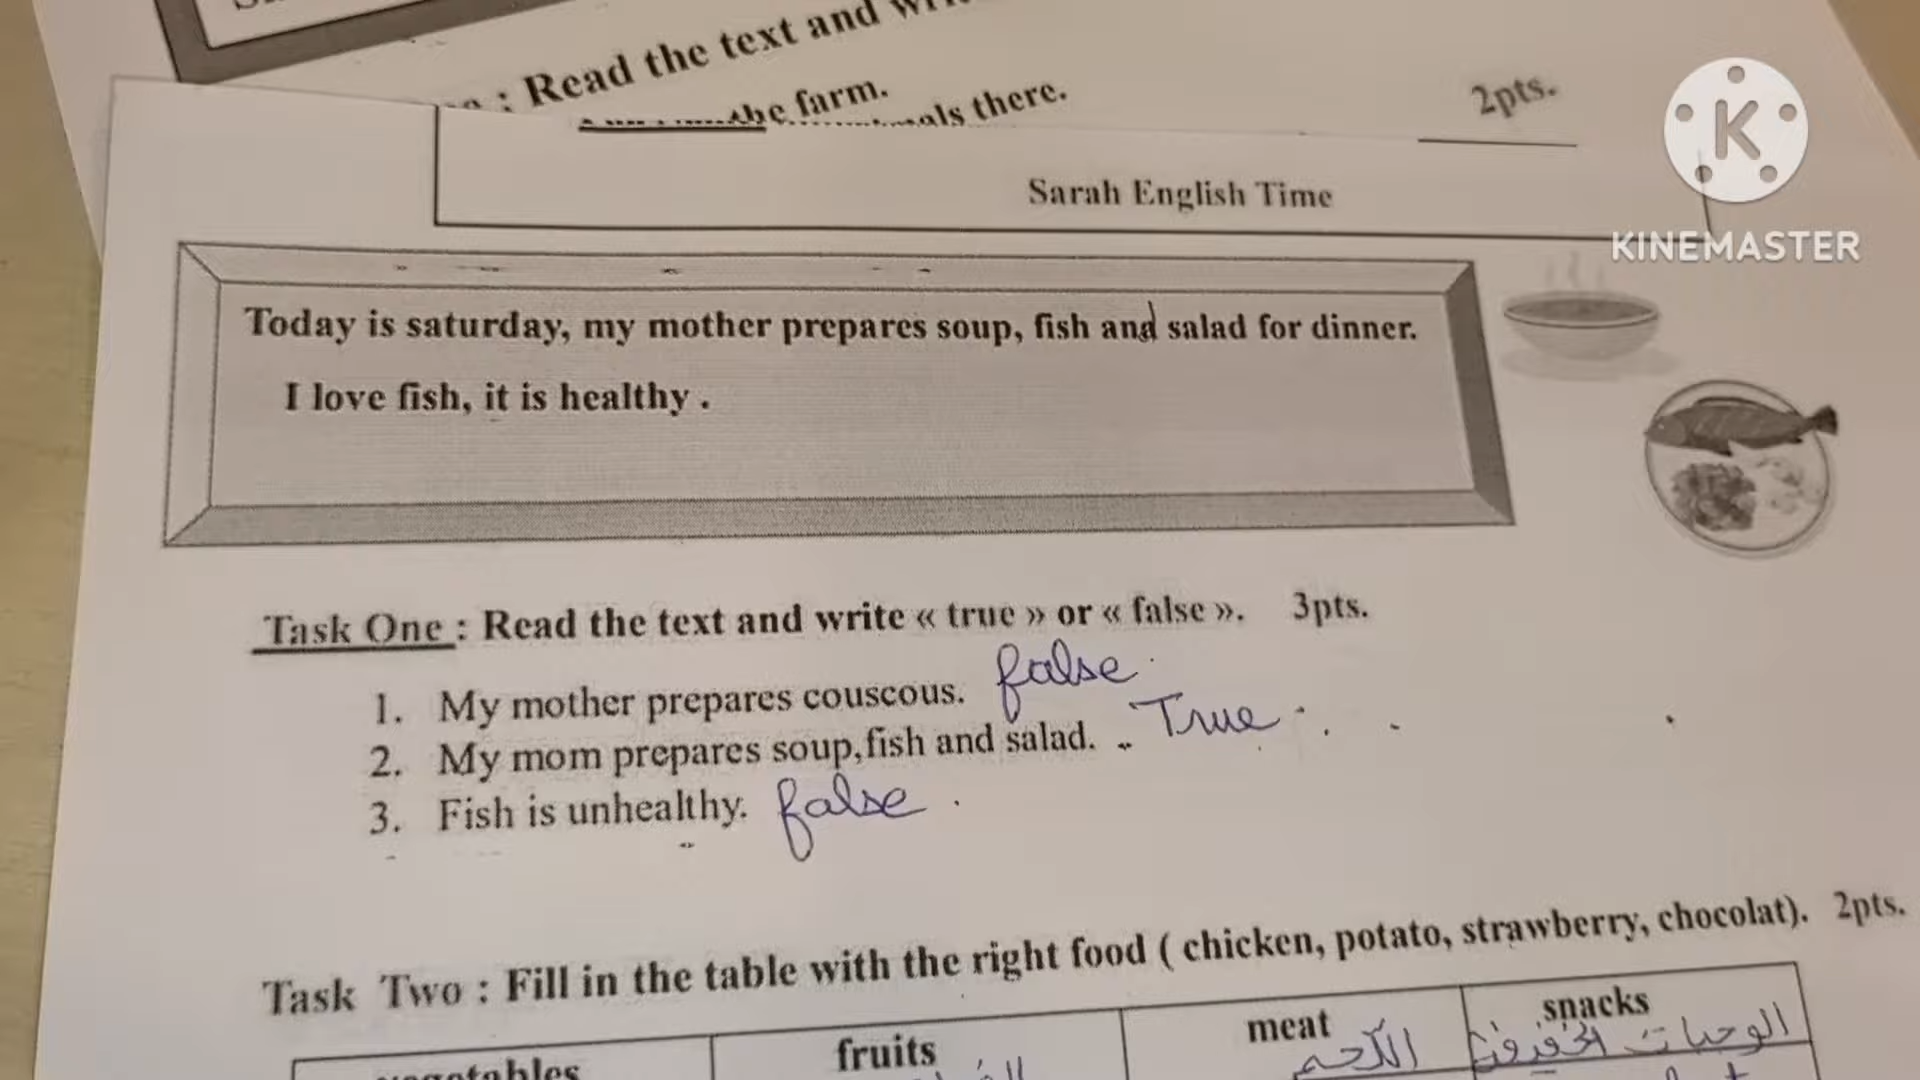 : Read the text and
the farm.
there.
2pts.
K
KINEMASTER
Sarah English Time
Today is saturday, my mother prepares soup, fish and salad for dinner.
I love fish, it is healthy .
Task One : Read the text and write « true » or « false ». 3pts.
1. My mother prepares couscous. false.
2. My mom prepares soup,fish and salad. .. True.
3. Fish is unhealthy. false.
Task Two : Fill in the table with the right food ( chicken, potato, strawberry, chocolat). 2pts.
vegetables fruits meat snacks
اللحم الوجبات الخفيفة